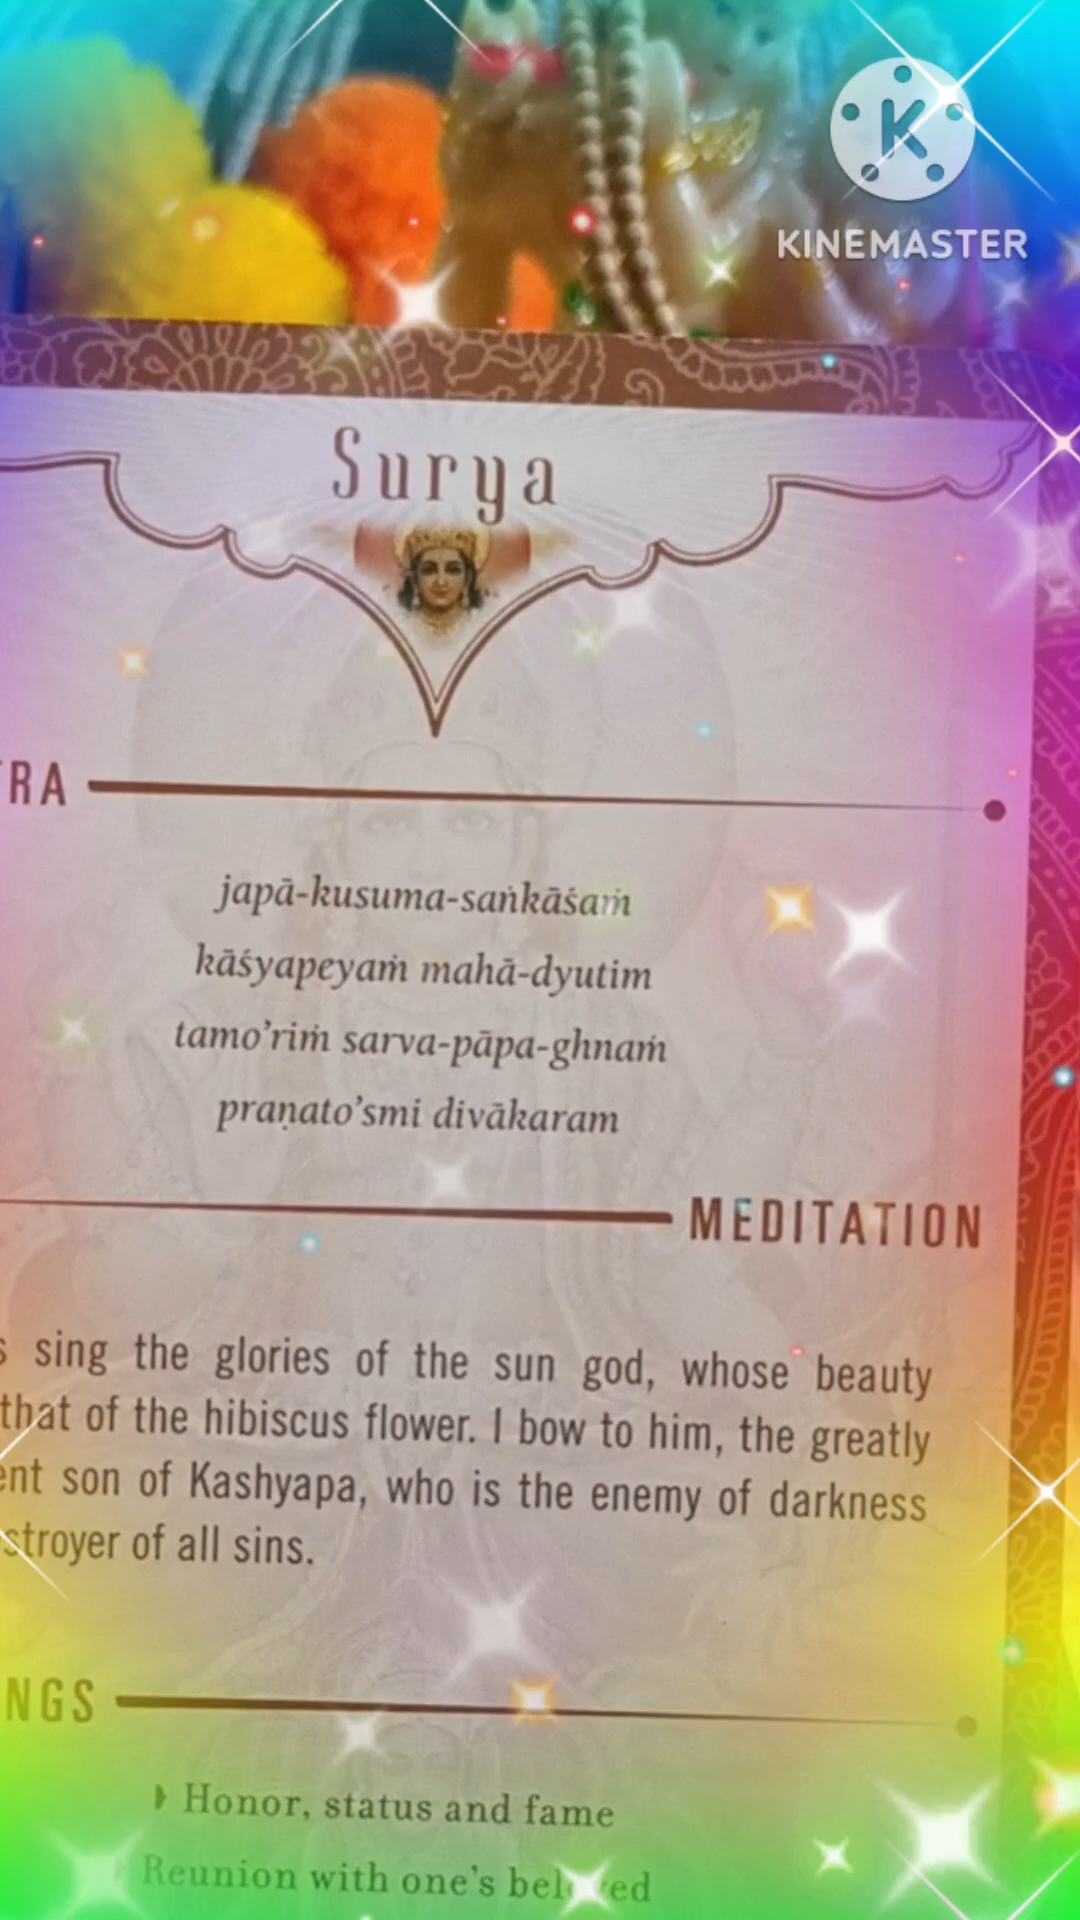 KINEMASTER
Surya
RA
japā-kusuma-saṅkāśaṁ
kāśyapeyaṁ mahā-dyutim
tamo'riṁ sarva-pāpa-ghnaṁ
praṇato'smi divākaram
MEDITATION
s sing the glories of the sun god, whose beauty
that of the hibiscus flower. I bow to him, the greatly
ent son of Kashyapa, who is the enemy of darkness
stroyer of all sins.
NGS
Honor, status and fame
Reunion with one's beloved